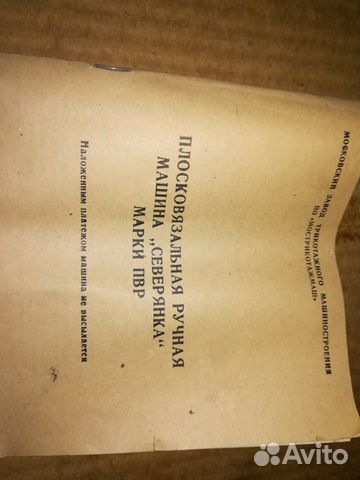 МОСКОВСКИЙ ЗАВОД ТРИКОТАЖНОГО МАШИНОСТРОЕНИЯ
ПО «МОСТРИКОТАЖМАШ»
ПЛОСКОВЯЗАЛЬНАЯ РУЧНАЯ
МАШИНА „СЕВЕРЯНКА“
МАРКИ ПВР
Наложенным платежом машина не высылается
Avito